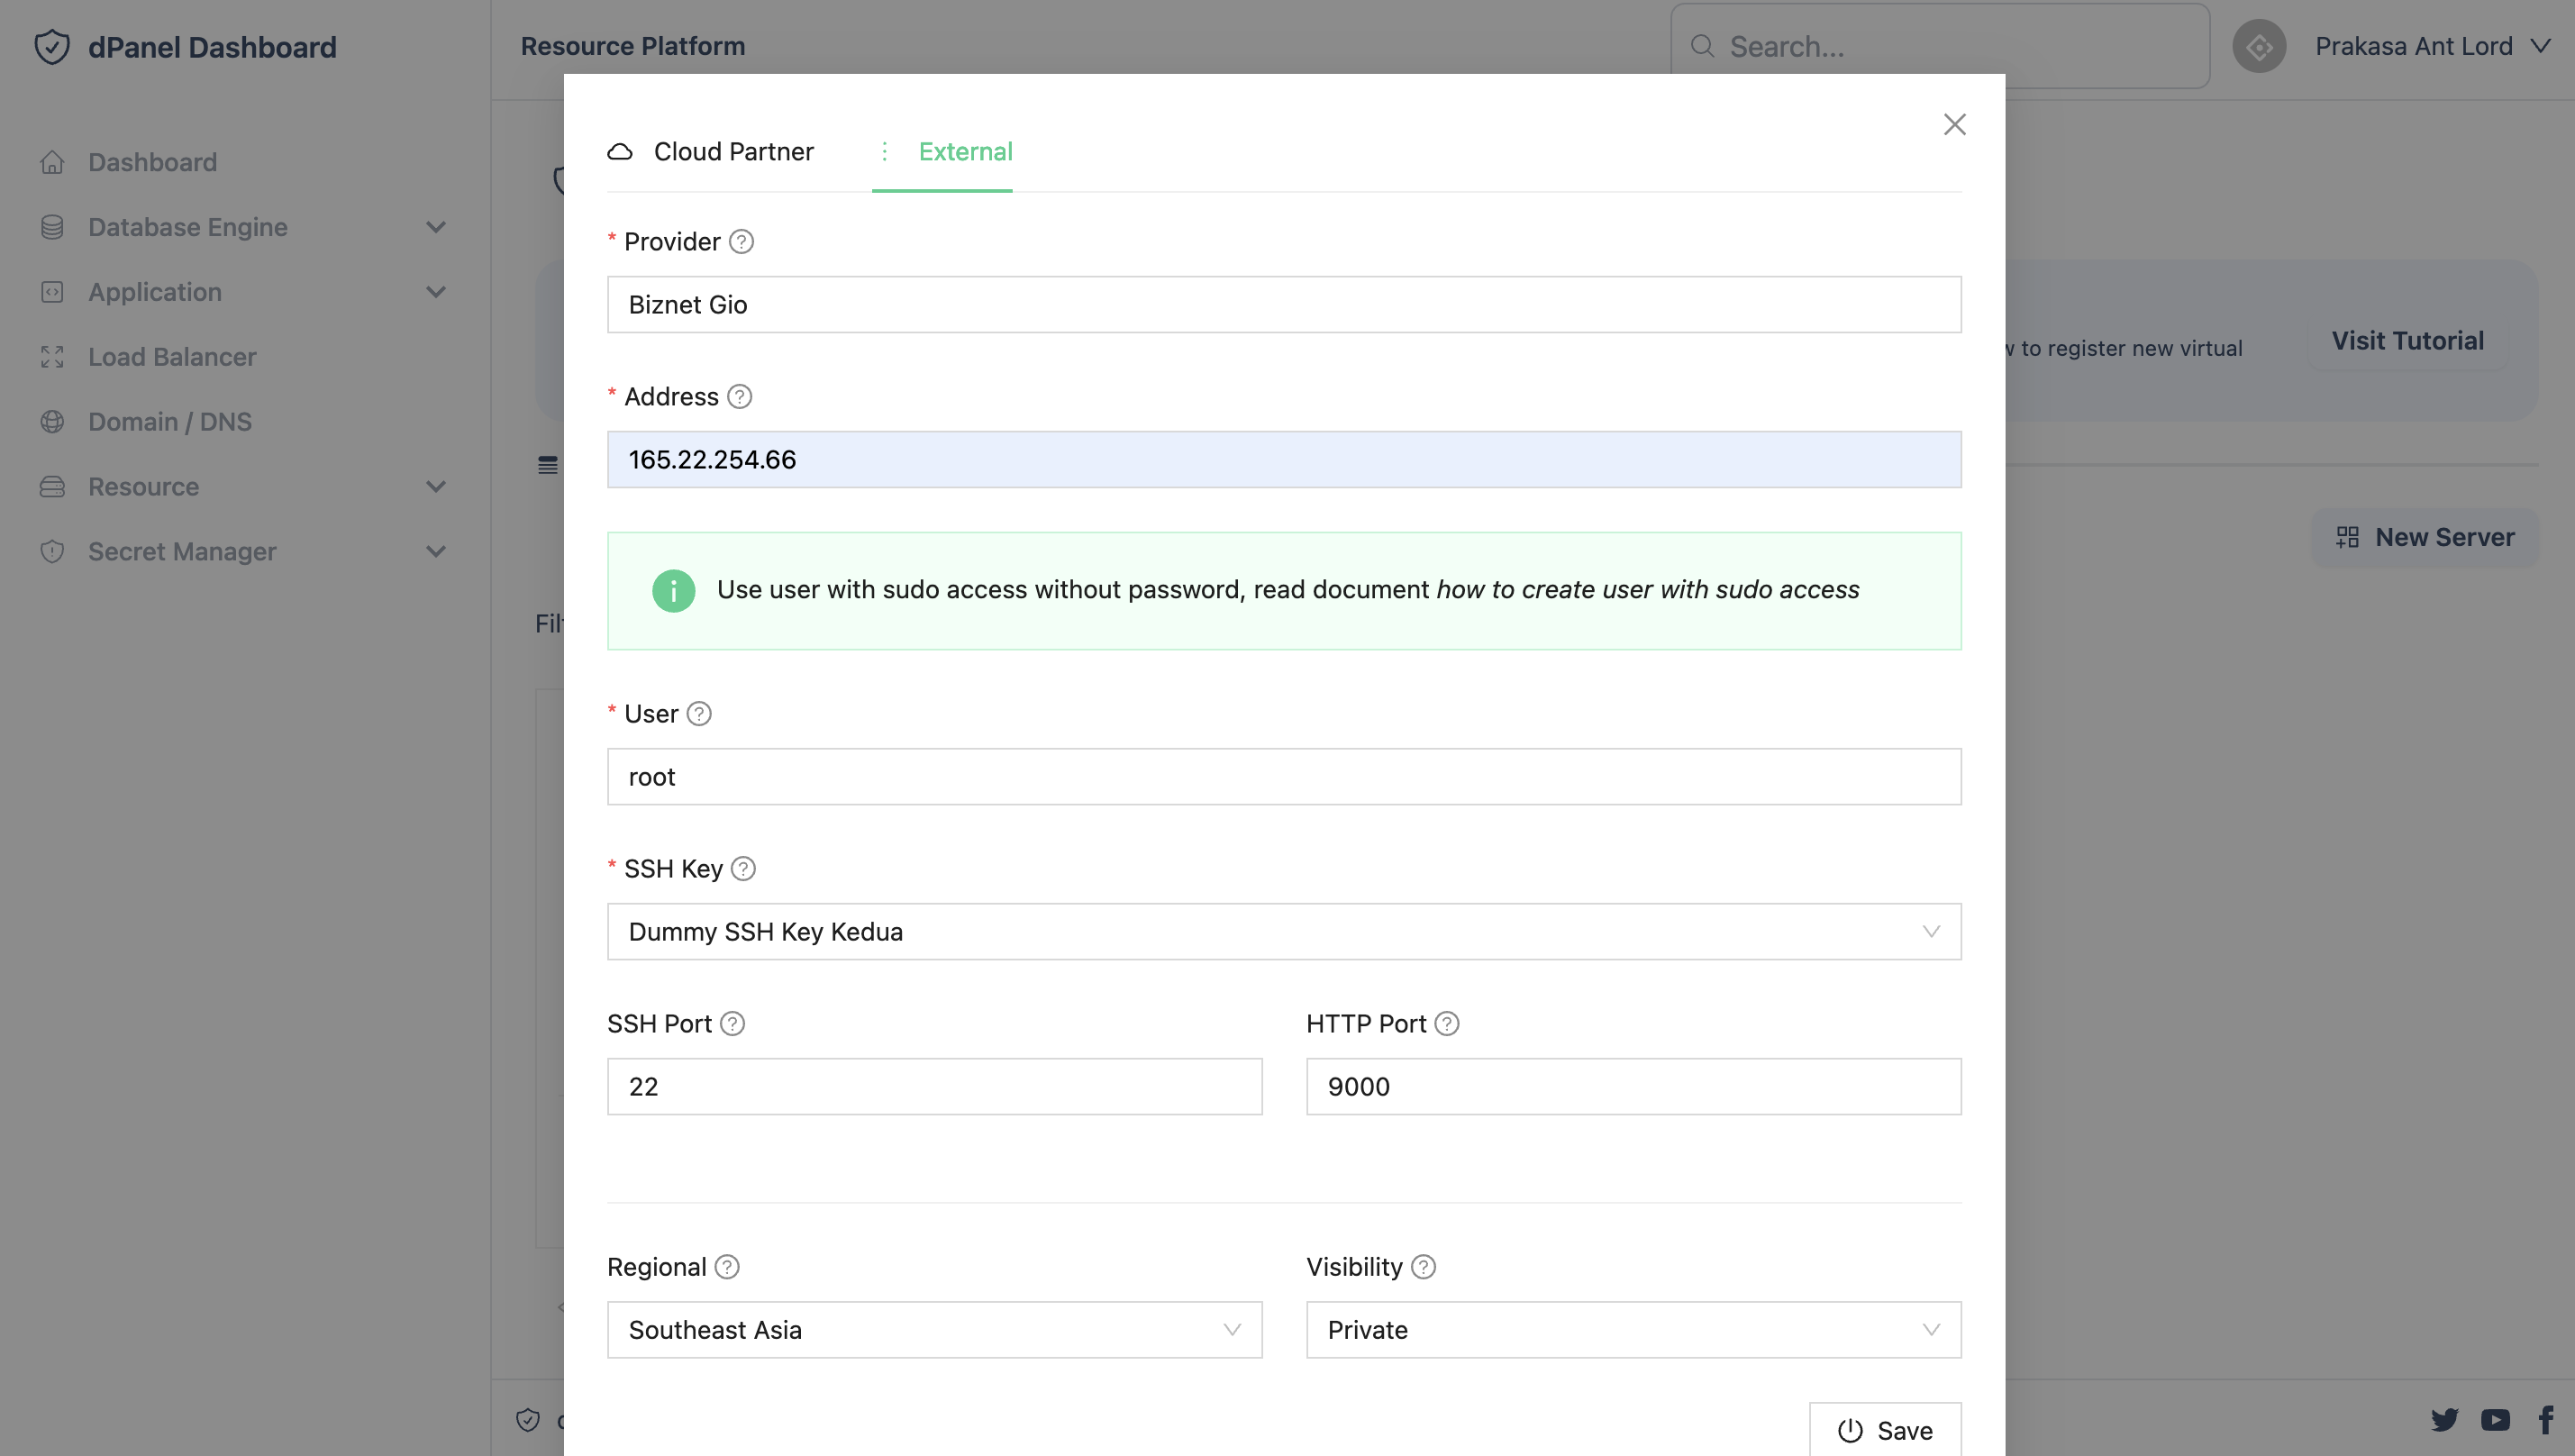 dPanel Dashboard
Resource Platform
Search...
Prakasa Ant Lord
Dashboard
Database Engine
Application
Load Balancer
Domain / DNS
Resource
Secret Manager
Cloud Partner
External
* Provider
Biznet Gio
* Address
165.22.254.66
Use user with sudo access without password, read document how to create user with sudo access
* User
root
* SSH Key
Dummy SSH Key Kedua
SSH Port
HTTP Port
22
9000
Regional
Visibility
Southeast Asia
Private
Save
to register new virtual
Visit Tutorial
New Server